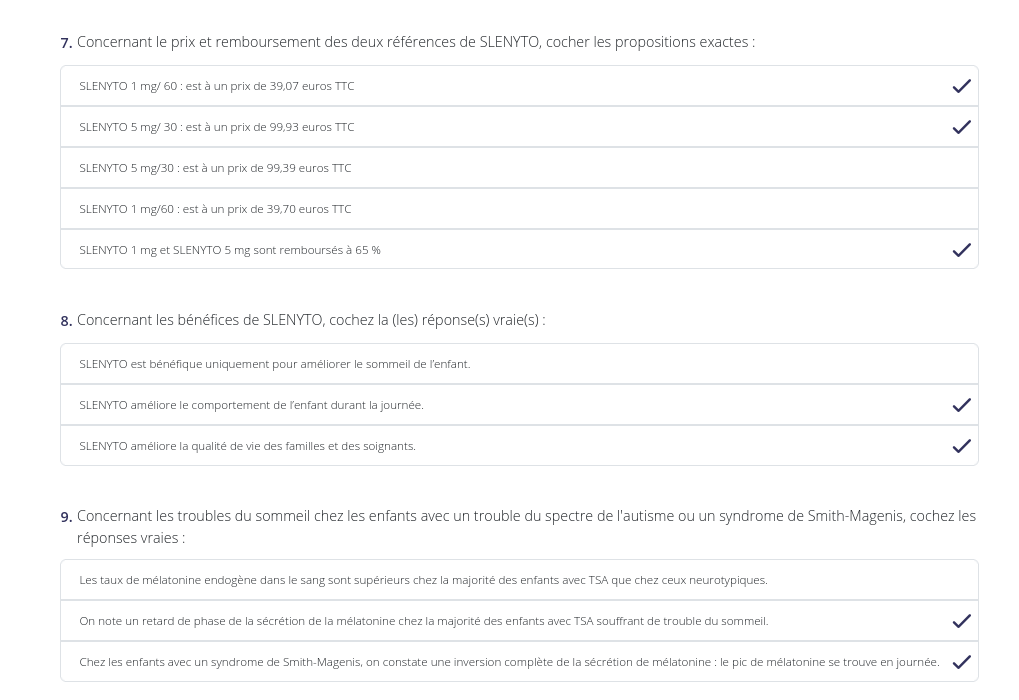 7. Concernant le prix et remboursement des deux références de SLENYTO, cocher les propositions exactes :
SLENYTO 1 mg/ 60 : est à un prix de 39,07 euros TTC
SLENYTO 5 mg/ 30 : est à un prix de 99,93 euros TTC
SLENYTO 5 mg/30 : est à un prix de 99,39 euros TTC
SLENYTO 1 mg/60 : est à un prix de 39,70 euros TTC
SLENYTO 1 mg et SLENYTO 5 mg sont remboursés à 65 %
8. Concernant les bénéfices de SLENYTO, cochez la (les) réponse(s) vraie(s) :
SLENYTO est bénéfique uniquement pour améliorer le sommeil de l’enfant.
SLENYTO améliore le comportement de l’enfant durant la journée.
SLENYTO améliore la qualité de vie des familles et des soignants.
9. Concernant les troubles du sommeil chez les enfants avec un trouble du spectre de l'autisme ou un syndrome de Smith-Magenis, cochez les
réponses vraies :
Les taux de mélatonine endogène dans le sang sont supérieurs chez la majorité des enfants avec TSA que chez ceux neurotypiques.
On note un retard de phase de la sécrétion de la mélatonine chez la majorité des enfants avec TSA souffrant de trouble du sommeil.
Chez les enfants avec un syndrome de Smith-Magenis, on constate une inversion complète de la sécrétion de mélatonine : le pic de mélatonine se trouve en journée.